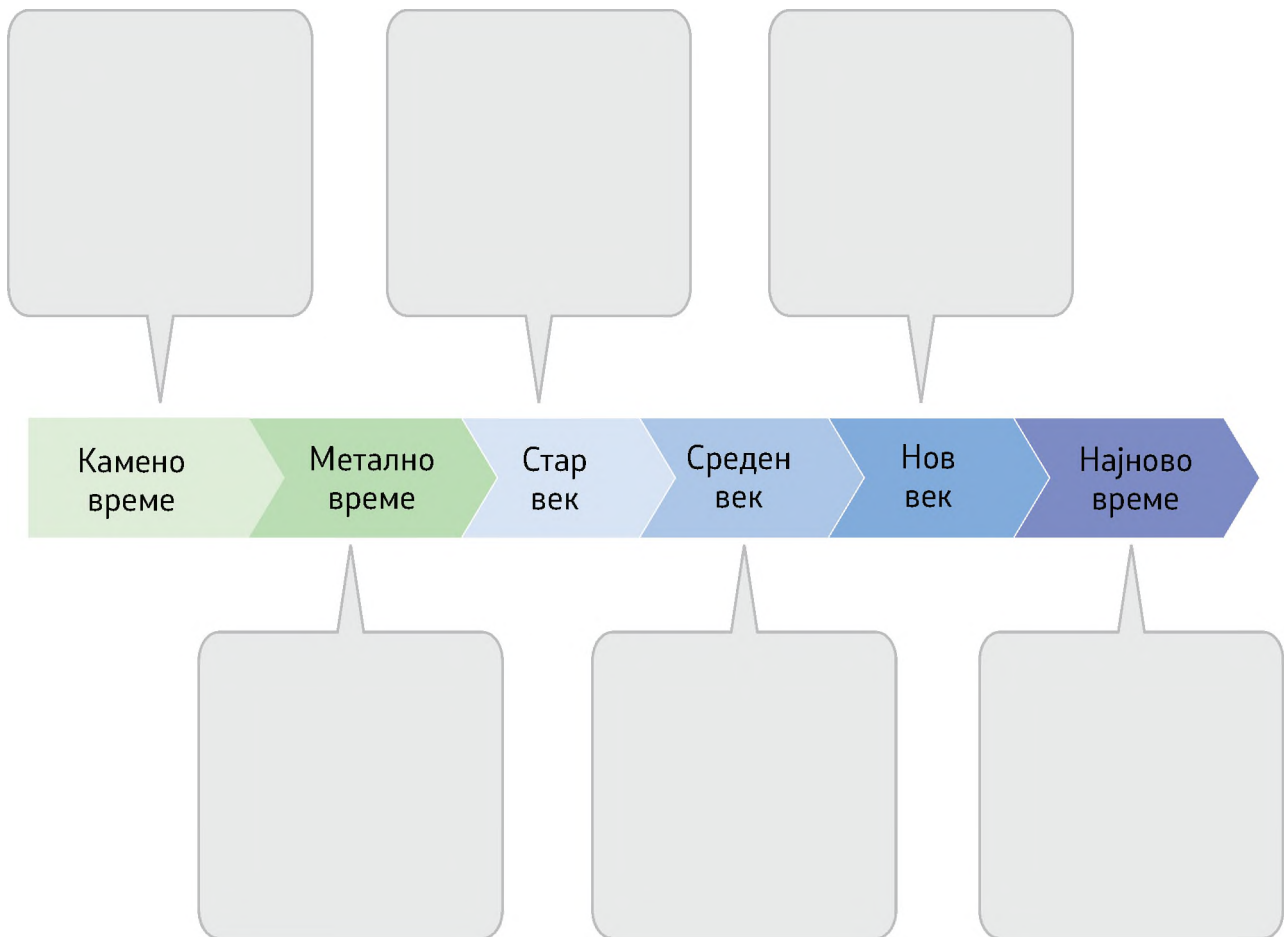 Камено
време
Метално
време
Стар
век
Среден
век
Нов
век
Најново
време